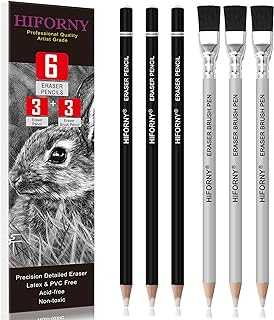 HIFORNY
Professional Quality
Artist Grade
6
ERASER
PENCILS
3
Eraser
Pencil
+
3
Eraser
Brush Pencil
Precision Detailed Eraser
Latex & PVC Free
Acid-free
Non-toxic
HIFORNY® ERASER PENCIL
HIFORNY® ERASER PENCIL
HIFORNY® ERASER PENCIL
HIFORNY® ERASER BRUSH PEN
HIFORNY® ERASER BRUSH PEN
HIFORNY® ERASER BRUSH PEN